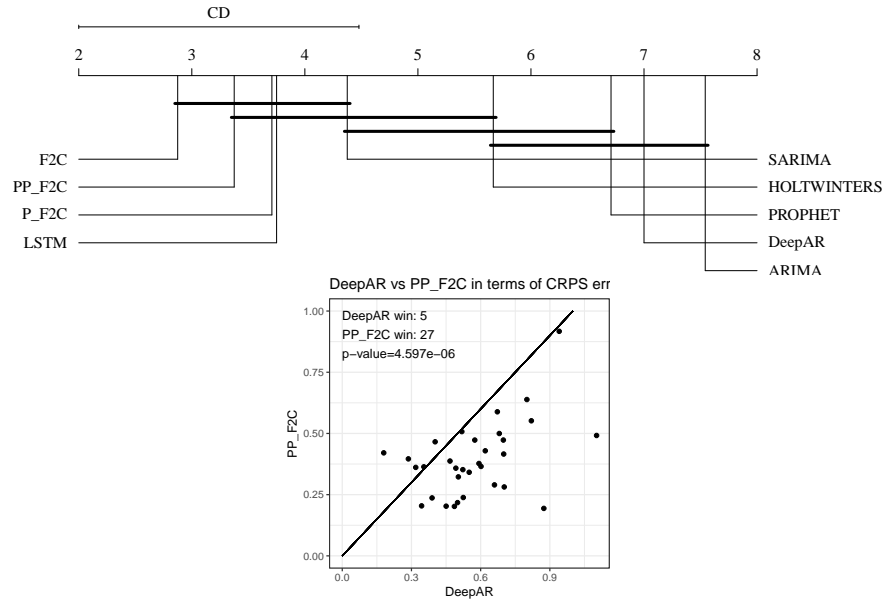 CD
2 3 4 5 6 7 8
F2C SARIMA
PP_F2C HOLTWINTERS
P_F2C PROPHET
LSTM DeepAR
ARIMA
DeepAR vs PP_F2C in terms of CRPS err
DeepAR win: 5
PP_F2C win: 27
p−value=4.597e−06
1.00
0.75
0.50
0.25
0.00
PP_F2C
0.0 0.3 0.6 0.9
DeepAR